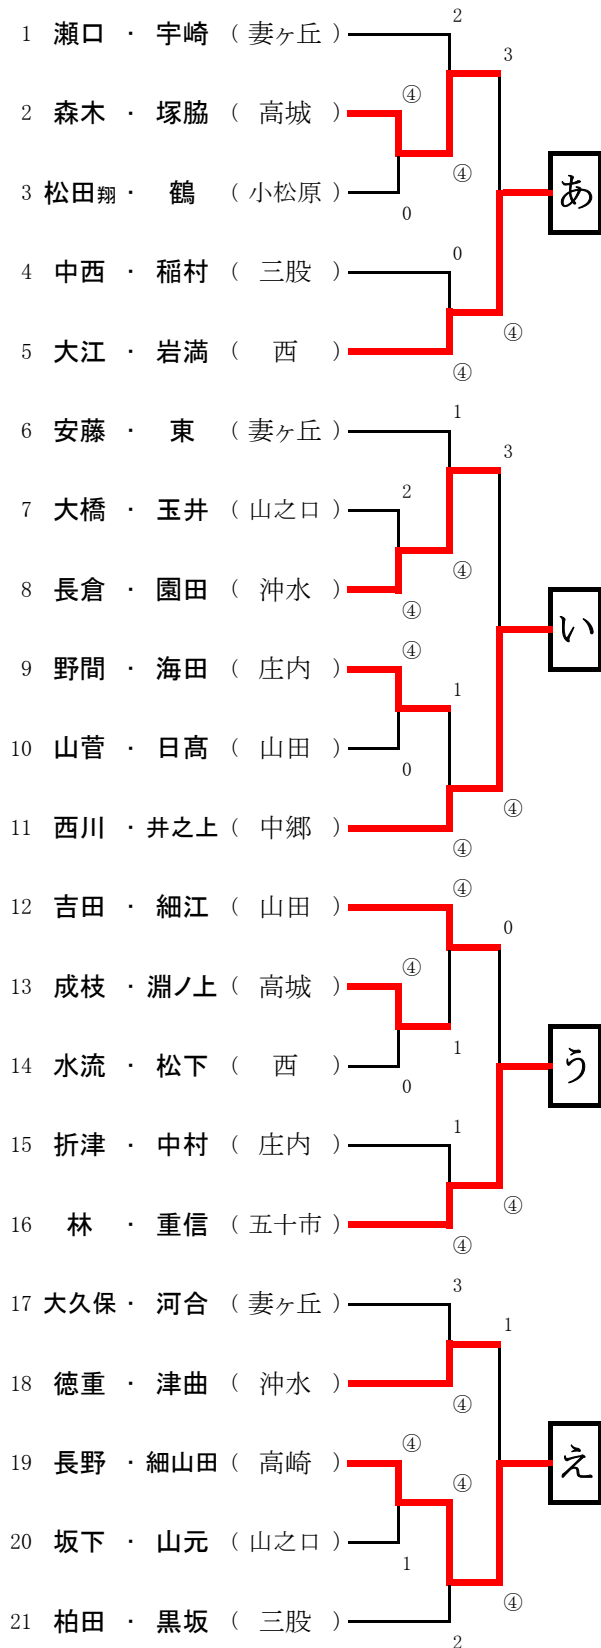 2
1 瀬口 ・ 宇崎 ( 妻ヶ丘 )
3
④
2 森木 ・ 塚脇 ( 高城 )
④
あ
3 松田翔 ・ 鶴 ( 小松原 )
0
0
4 中西 ・ 稲村 ( 三股 )
④
5 大江 ・ 岩満 ( 西 )
④
1
6 安藤 ・ 東 ( 妻ヶ丘 )
3
2
7 大橋 ・ 玉井 ( 山之口 )
④
8 長倉 ・ 園田 ( 沖水 )
④
い
④
9 野間 ・ 海田 ( 庄内 )
1
10 山菅 ・ 日髙 ( 山田 )
0
④
11 西川 ・ 井之上 ( 中郷 )
④
④
12 吉田 ・ 細江 ( 山田 )
0
④
13 成枝 ・ 淵ノ上 ( 高城 )
1
う
14 水流 ・ 松下 ( 西 )
0
1
15 折津 ・ 中村 ( 庄内 )
④
16 林 ・ 重信 ( 五十市 )
④
3
17 大久保 ・ 河合 ( 妻ヶ丘 )
1
18 徳重 ・ 津曲 ( 沖水 )
④
④
19 長野 ・ 細山田 ( 高崎 )
え
④
20 坂下 ・ 山元 ( 山之口 )
1
④
21 柏田 ・ 黒坂 ( 三股 )
2